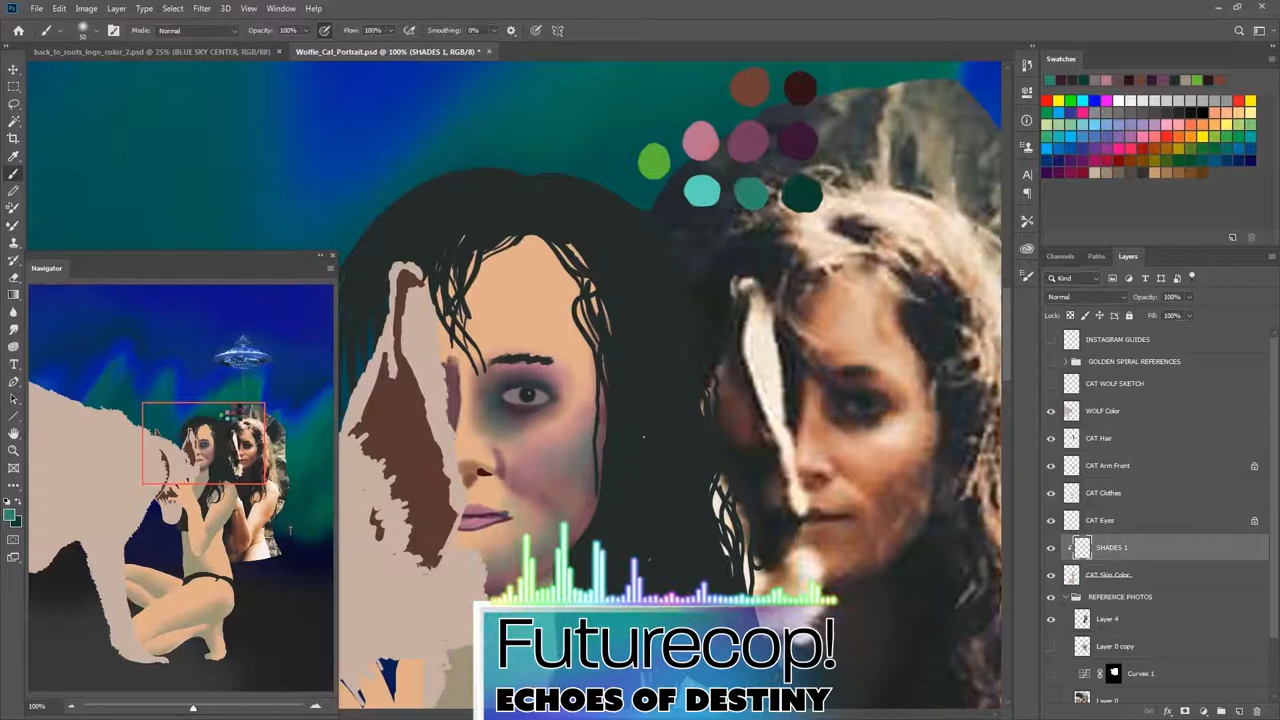 File Edit Image Layer Type Select Filter 3D View Window Help
50 Mode: Normal Opacity: 100% Flow: 100% Smoothing: 0%
back_to_roots_logo_color_2.psd @ 25% (BLUE SKY CENTER, RGB/8#) × Wolfie_Cat_Portrait.psd @ 100% (SHADES 1, RGB/8#) * ×
Swatches
Channels Paths Layers
Kind
Normal Opacity: 100%
Lock: Fill: 100%
INSTAGRAM GUIDES
GOLDEN SPIRAL REFERENCES
CAT WOLF SKETCH
WOLF Color
CAT Hair
CAT Arm Front
CAT Clothes
CAT Eyes
SHADES 1
CAT Skin Color
REFERENCE PHOTOS
Layer 4
Layer 0 copy
Curves 1
Layer 0
Navigator
100%
Futurecop!
ECHOES OF DESTINY